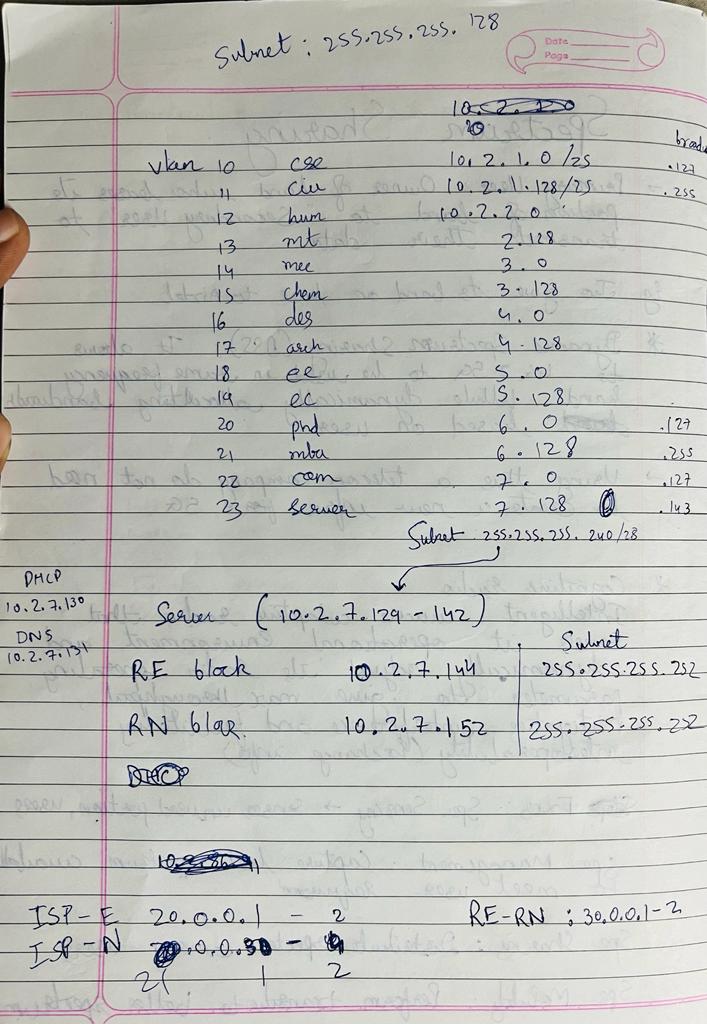 Subnet : 255.255.255.128
Date
Page
broad
vlan 10 cse 10.2.1.0/25 .127
11 civ 10.2.1.128/25 .255
12 hum 10.2.2.0
13 mt 2.128
14 mec 3.0
15 chem 3.128
16 des 4.0
17 arch 4.128
18 ee 5.0
19 ec 5.128
20 phd 6.0 .127
21 mba 6.128 .255
22 com 7.0 .127
23 server 7.128 .143
Subnet 255.255.255.240/28
DHCP
10.2.7.130
Server (10.2.7.129 - 142)
DNS
10.2.7.131
Subnet
RE block 10.2.7.144 255.255.255.252
RN 10.2.7.152 255.255.255.252
ISP-E 20.0.0.1 - 2 RE-RN : 30.0.0.1-2
ISP-N .0.0. -
21 1 2